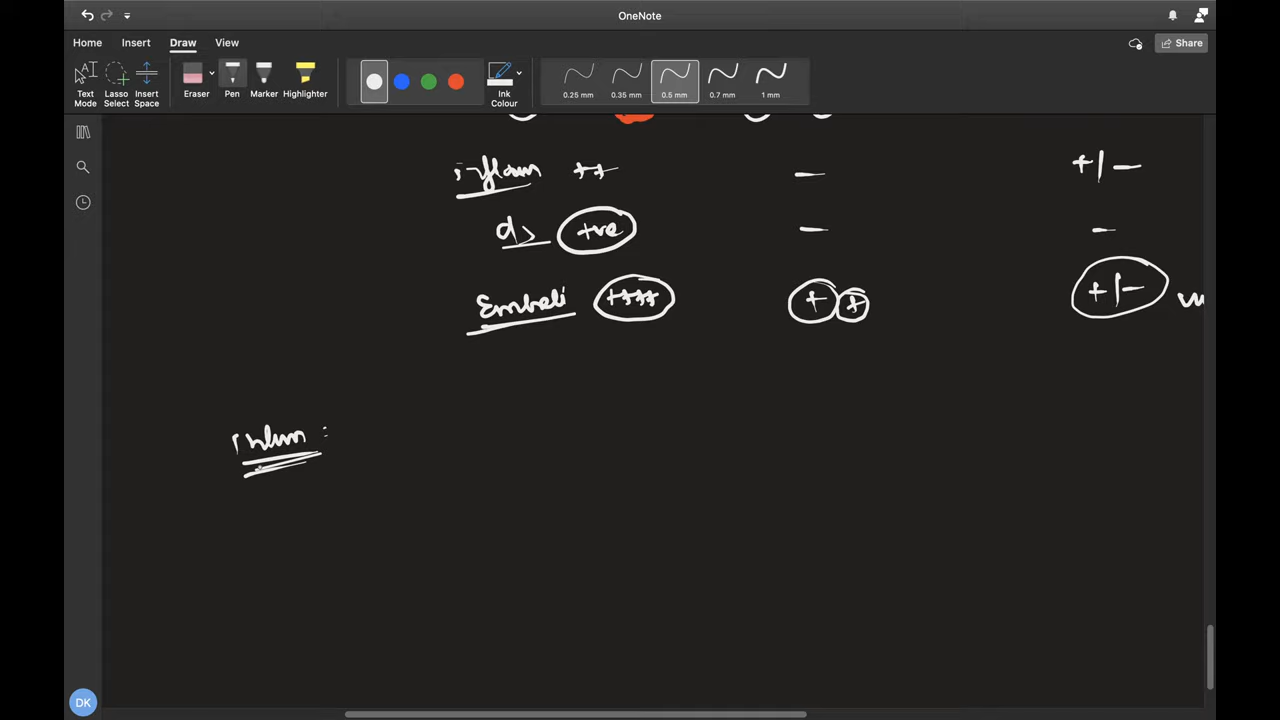 OneNote
Home Insert Draw View Share
Text Mode Lasso Select Insert Space Eraser Pen Marker Highlighter Ink Colour 0.25 mm 0.35 mm 0.5 mm 0.7 mm 1 mm
++ - +/-
+ve - -
Emboli ++++ + + +/-
DK